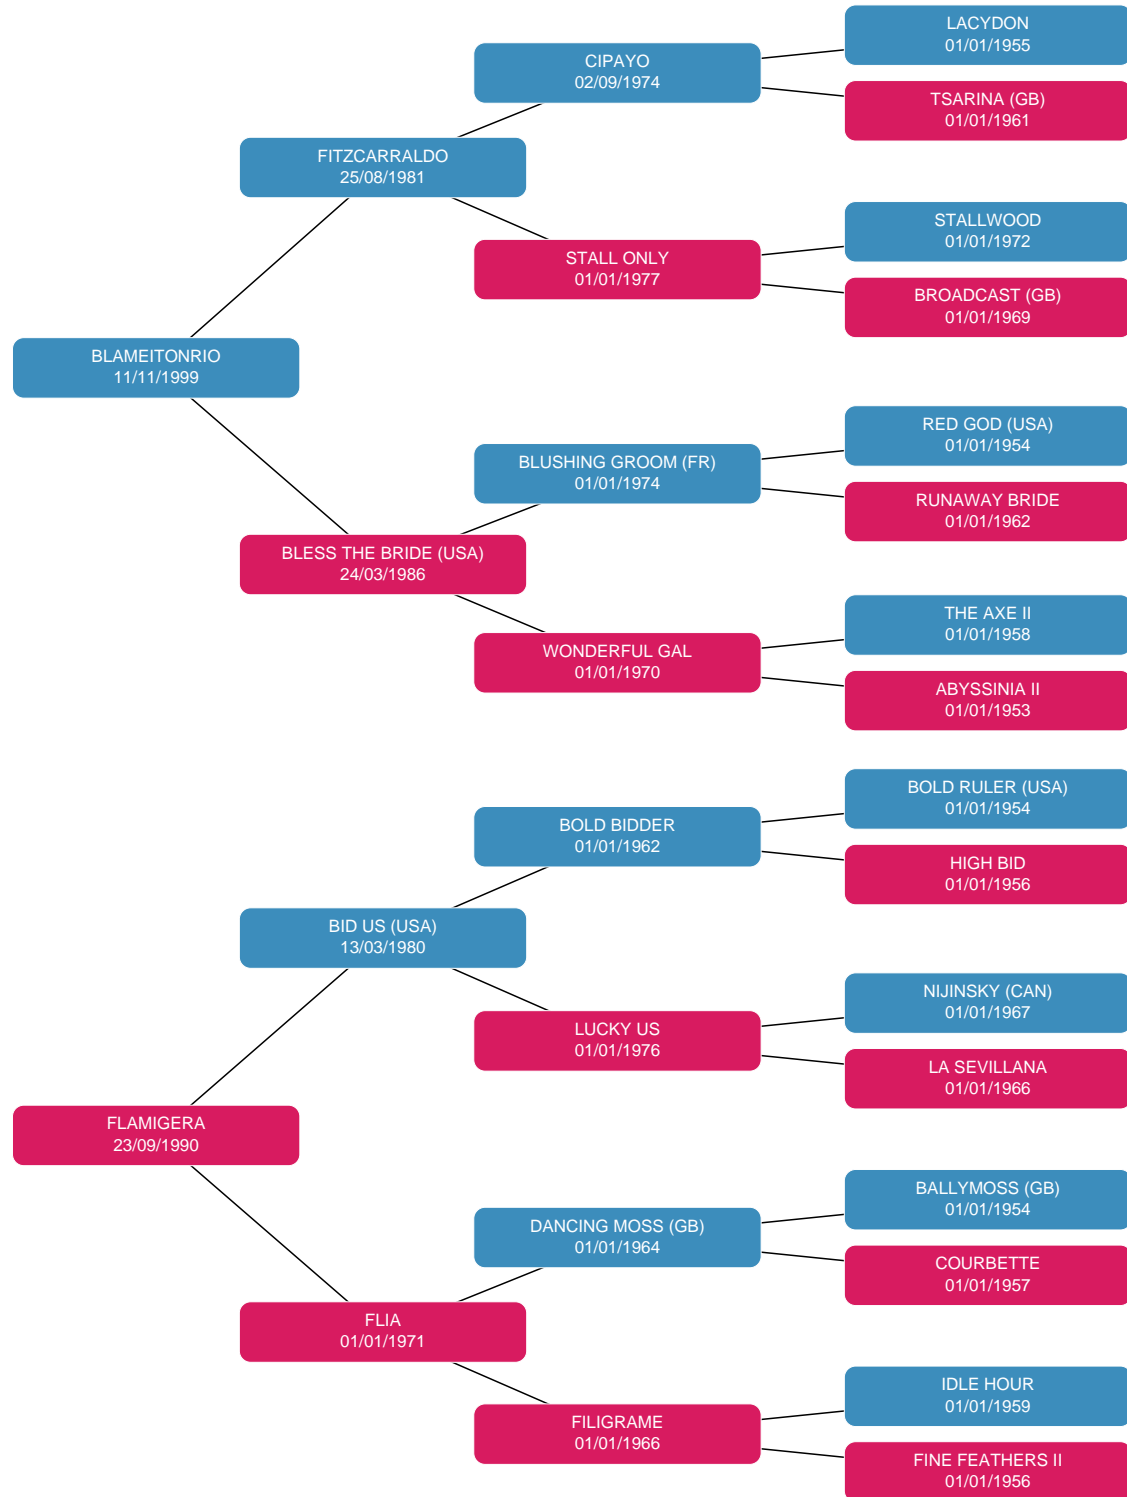 LACYDON
01/01/1955
CIPAYO
02/09/1974
TSARINA (GB)
01/01/1961
FITZCARRALDO
25/08/1981
STALLWOOD
01/01/1972
STALL ONLY
01/01/1977
BROADCAST (GB)
01/01/1969
BLAMEITONRIO
11/11/1999
RED GOD (USA)
01/01/1954
BLUSHING GROOM (FR)
01/01/1974
RUNAWAY BRIDE
01/01/1962
BLESS THE BRIDE (USA)
24/03/1986
THE AXE II
01/01/1958
WONDERFUL GAL
01/01/1970
ABYSSINIA II
01/01/1953
BOLD RULER (USA)
01/01/1954
BOLD BIDDER
01/01/1962
HIGH BID
01/01/1956
BID US (USA)
13/03/1980
NIJINSKY (CAN)
01/01/1967
LUCKY US
01/01/1976
LA SEVILLANA
01/01/1966
FLAMIGERA
23/09/1990
BALLYMOSS (GB)
01/01/1954
DANCING MOSS (GB)
01/01/1964
COURBETTE
01/01/1957
FLIA
01/01/1971
IDLE HOUR
01/01/1959
FILIGRAME
01/01/1966
FINE FEATHERS II
01/01/1956